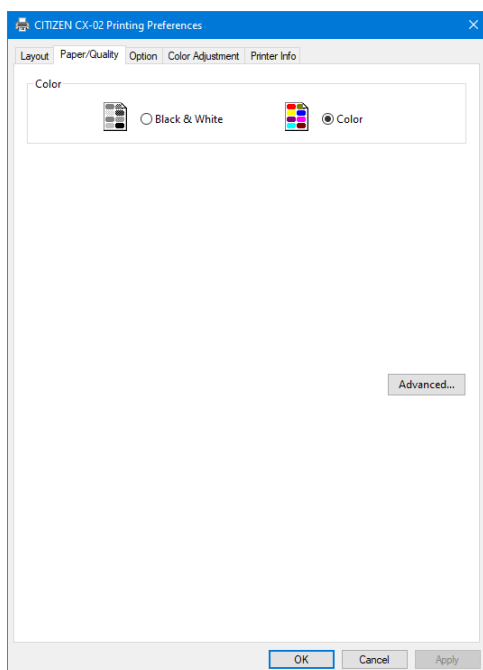 CITIZEN CX-02 Printing Preferences
Layout Paper/Quality Option Color Adjustment Printer Info
Color
Black & White Color
Advanced...
OK Cancel Apply